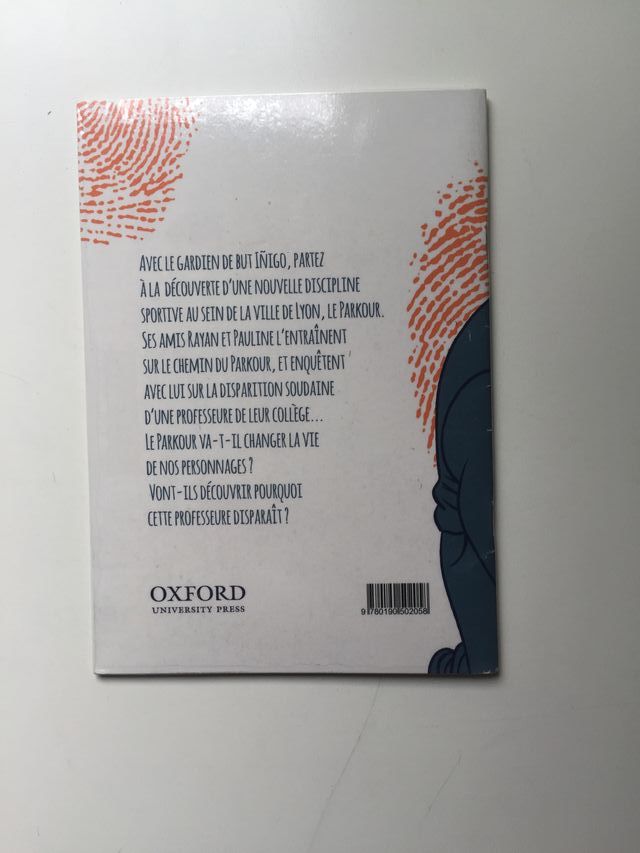 AVEC LE GARDIEN DE BUT IÑIGO, PARTEZ
À LA DÉCOUVERTE D'UNE NOUVELLE DISCIPLINE
SPORTIVE AU SEIN DE LA VILLE DE LYON, LE PARKOUR.
SES AMIS RAYAN ET PAULINE L'ENTRAÎNENT
SUR LE CHEMIN DU PARKOUR, ET ENQUÊTENT
AVEC LUI SUR LA DISPARITION SOUDAINE
D'UNE PROFESSEURE DE LEUR COLLÈGE...
LE PARKOUR VA-T-IL CHANGER LA VIE
DE NOS PERSONNAGES ?
VONT-ILS DÉCOUVRIR POURQUOI
CETTE PROFESSEURE DISPARAÎT ?
OXFORD
UNIVERSITY PRESS
9 780190 502058